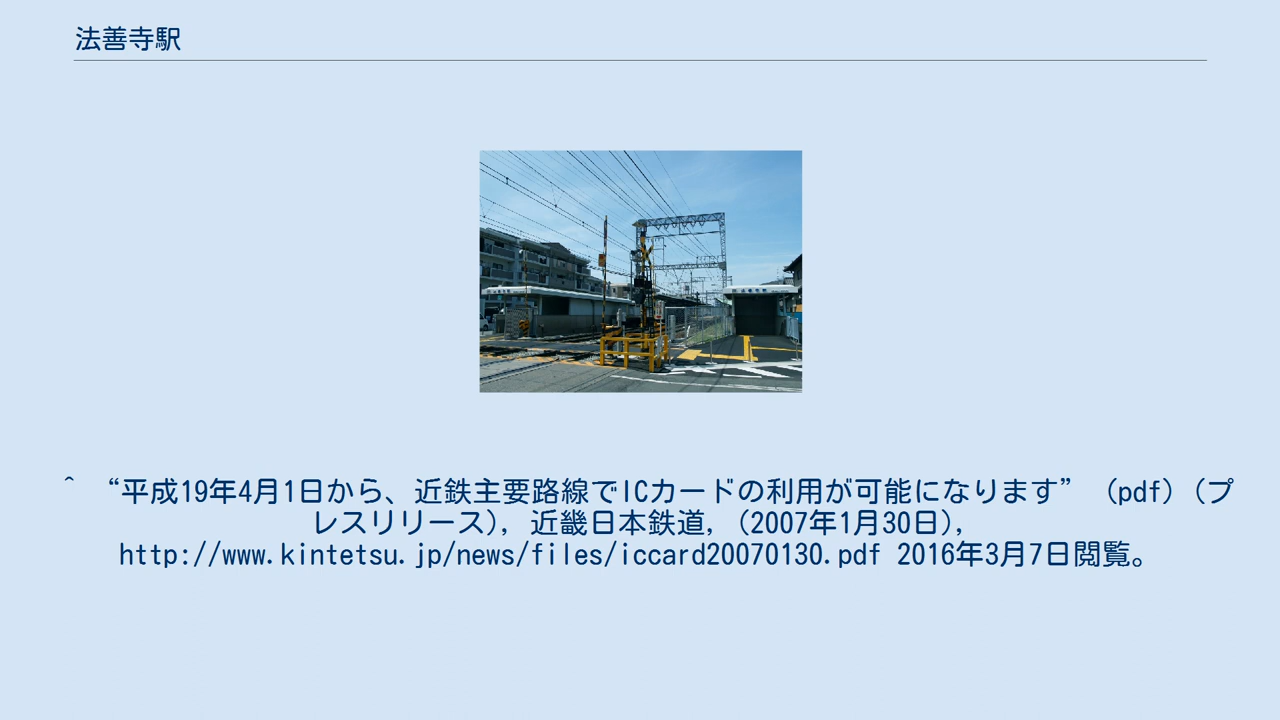 法善寺駅
^ “平成19年4月1日から、近鉄主要路線でICカードの利用が可能になります” (pdf) (プ
レスリリース), 近畿日本鉄道, (2007年1月30日),
http://www.kintetsu.jp/news/files/iccard20070130.pdf 2016年3月7日閲覧。